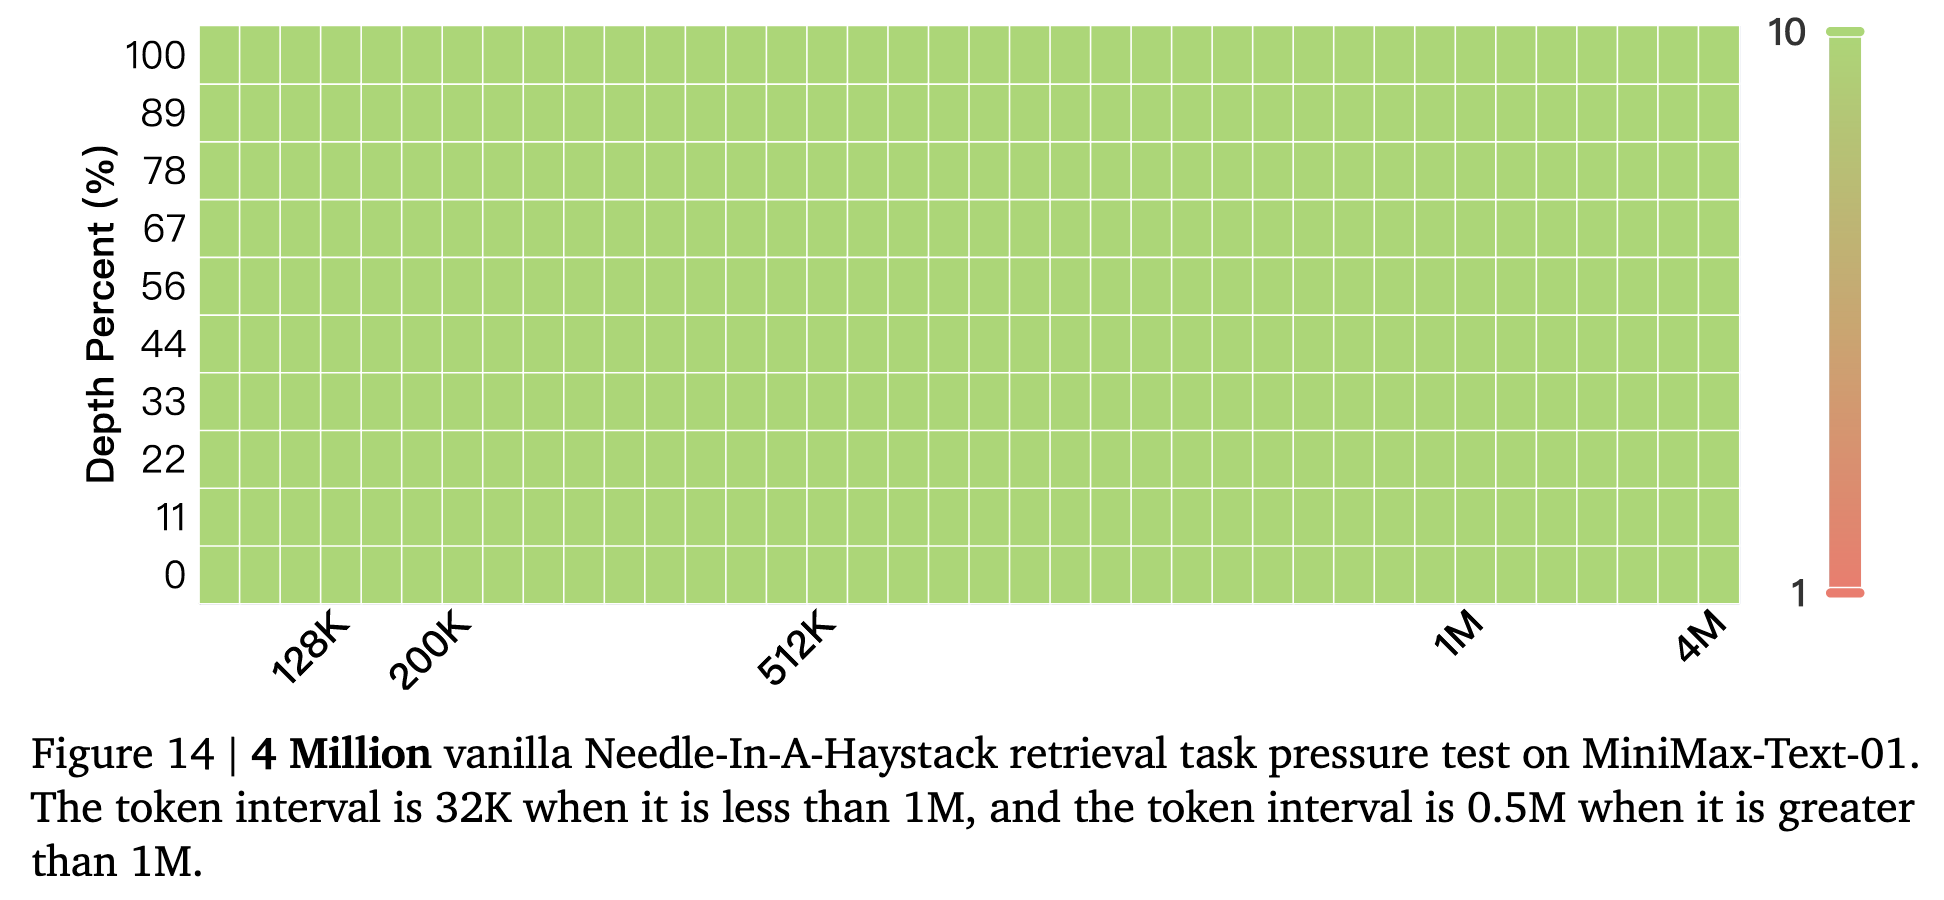 Depth Percent (%)
100
89
78
67
56
44
33
22
11
0
128K
200K
512K
1M
4M
10
1
Figure 14 | 4 Million vanilla Needle-In-A-Haystack retrieval task pressure test on MiniMax-Text-01.
The token interval is 32K when it is less than 1M, and the token interval is 0.5M when it is greater
than 1M.